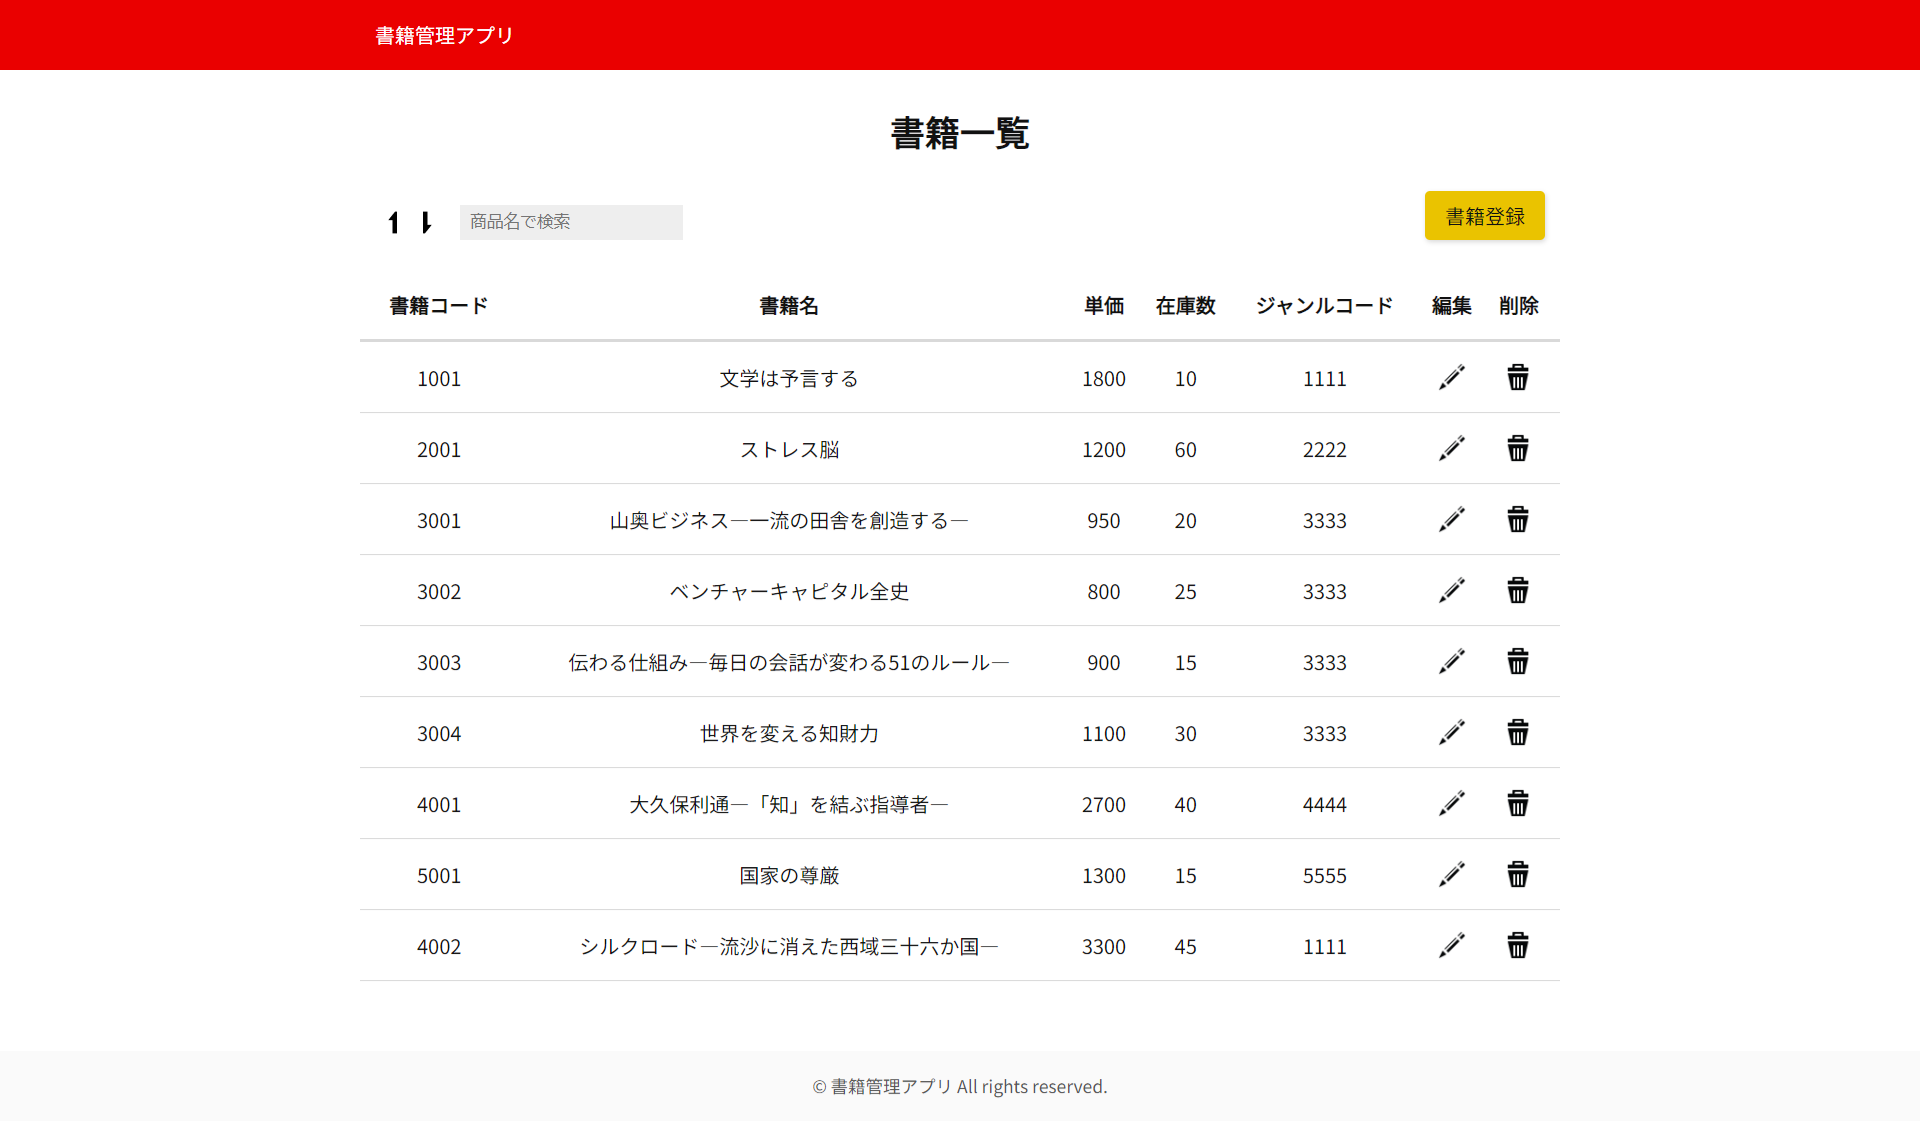 書籍管理アプリ
書籍一覧
商品名で検索
書籍登録
書籍コード 書籍名 単価 在庫数 ジャンルコード 編集 削除
1001 文学は予言する 1800 10 1111
2001 ストレス脳 1200 60 2222
3001 山奥ビジネス―一流の田舎を創造する― 950 20 3333
3002 ベンチャーキャピタル全史 800 25 3333
3003 伝わる仕組み―毎日の会話が変わる51のルール― 900 15 3333
3004 世界を変える知財力 1100 30 3333
4001 大久保利通―「知」を結ぶ指導者― 2700 40 4444
5001 国家の尊厳 1300 15 5555
4002 シルクロード―流沙に消えた西域三十六か国― 3300 45 1111
© 書籍管理アプリ All rights reserved.